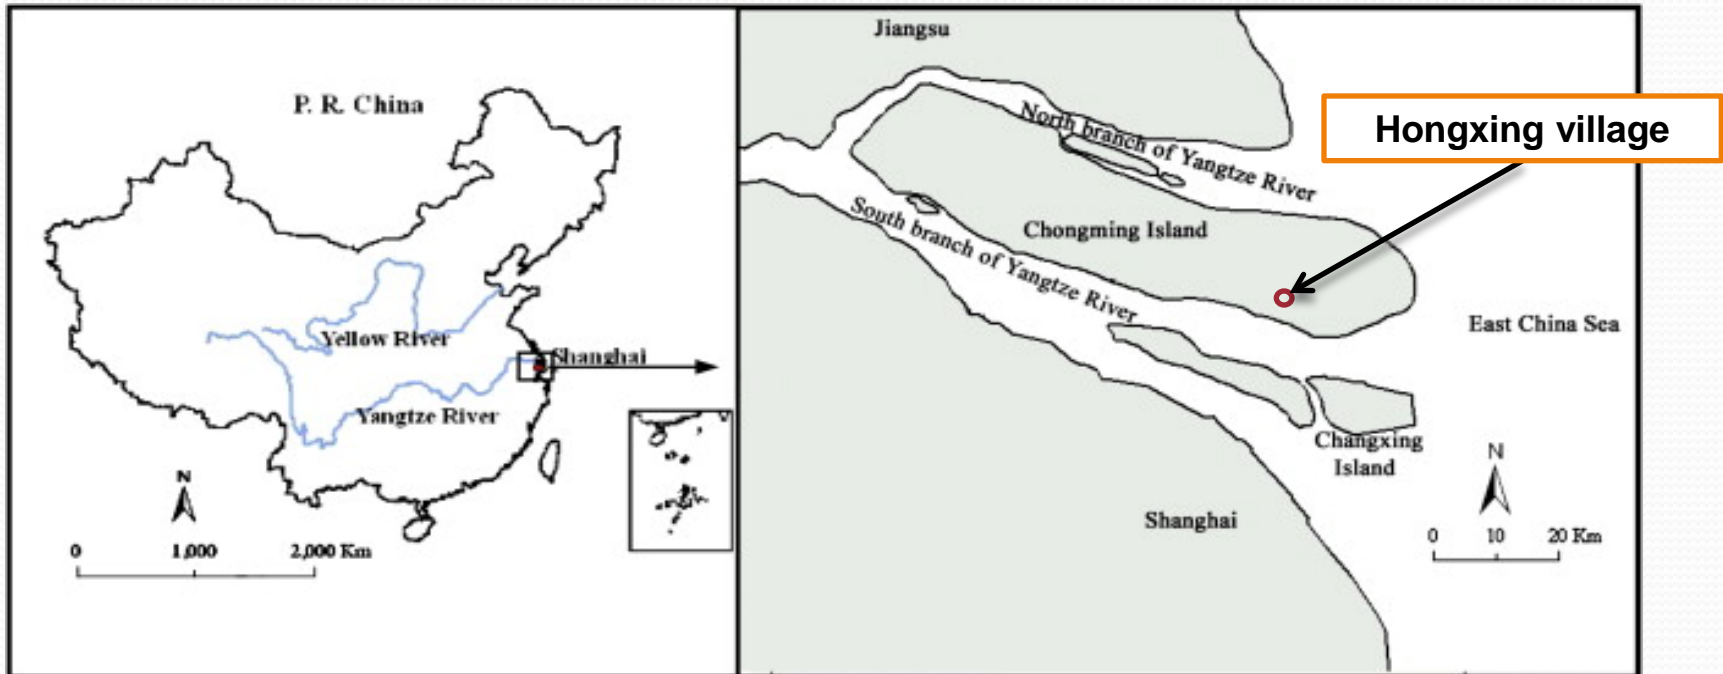 P. R. China
Yellow River
Shanghai
Yangtze River
N
0 1,000 2,000 Km
Jiangsu
North branch of Yangtze River
Hongxing village
Chongming Island
South branch of Yangtze River
East China Sea
Changxing
Island
Shanghai
N
0 10 20 Km